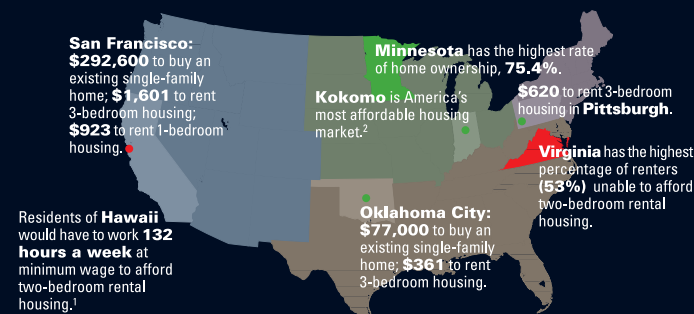 San Francisco:
$292,600 to buy an
existing single-family
home; $1,601 to rent
3-bedroom housing;
$923 to rent 1-bedroom
housing.
Minnesota has the highest rate
of home ownership, 75.4%.
Kokomo is America's
most affordable housing
market.²
$620 to rent 3-bedroom
housing in Pittsburgh.
Virginia has the highest
percentage of renters
(53%) unable to afford
two-bedroom rental
housing.
Oklahoma City:
$77,000 to buy an
existing single-family
home; $361 to rent
3-bedroom housing.
Residents of Hawaii
would have to work 132
hours a week at
minimum wage to afford
two-bedroom rental
housing.¹